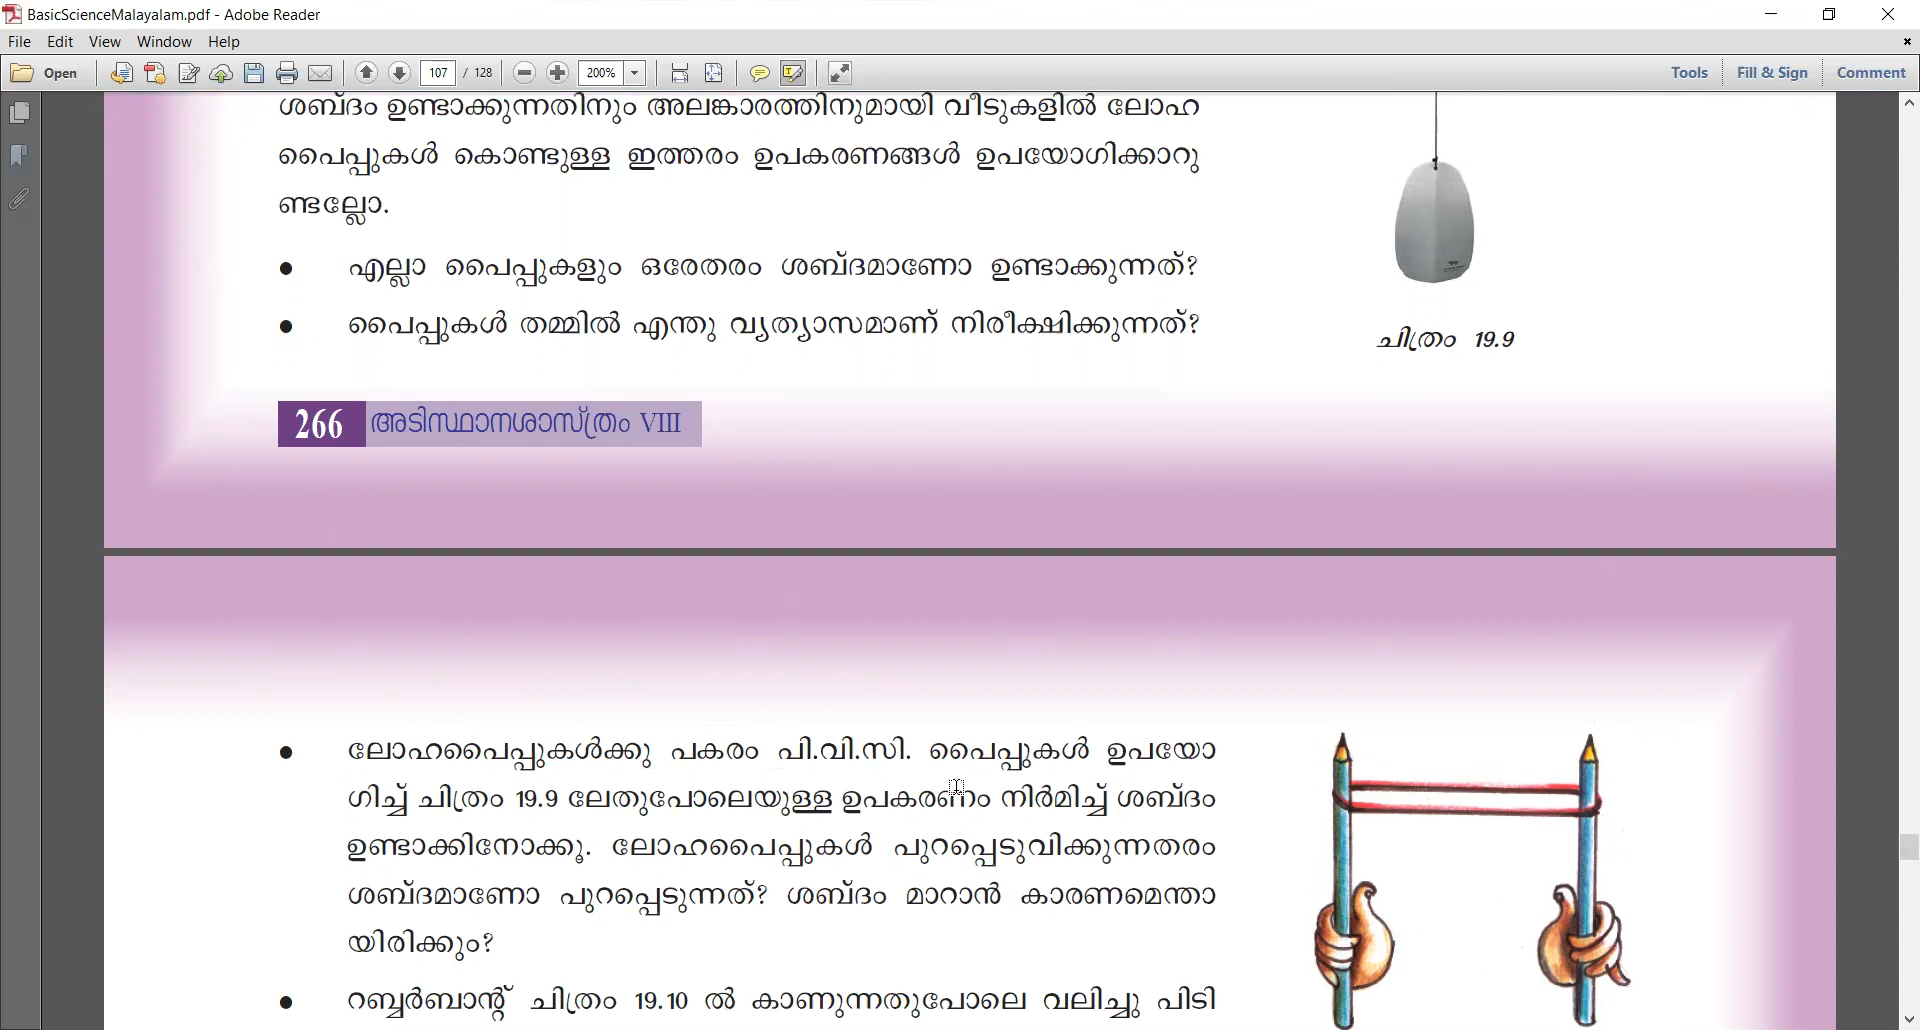 BasicScienceMalayalam.pdf - Adobe Reader
File Edit View Window Help
Open 107 / 128 200% Tools Fill & Sign Comment
ശബ്ദം ഉണ്ടാക്കുന്നതിനും അലങ്കാരത്തിനുമായി വീടുകളിൽ ലോഹ
പൈപ്പുകൾ കൊണ്ടുള്ള ഇത്തരം ഉപകരണങ്ങൾ ഉപയോഗിക്കാറു
ണ്ടല്ലോ.
● എല്ലാ പൈപ്പുകളും ഒരേതരം ശബ്ദമാണോ ഉണ്ടാക്കുന്നത്?
● പൈപ്പുകൾ തമ്മിൽ എന്തു വ്യത്യാസമാണ് നിരീക്ഷിക്കുന്നത്?
ചിത്രം 19.9
266 അടിസ്ഥാനശാസ്ത്രം VIII
● ലോഹപൈപ്പുകൾക്കു പകരം പി.വി.സി. പൈപ്പുകൾ ഉപയോ
ഗിച്ച് ചിത്രം 19.9 ലേതുപോലെയുള്ള ഉപകരണം നിർമിച്ച് ശബ്ദം
ഉണ്ടാക്കിനോക്കൂ. ലോഹപൈപ്പുകൾ പുറപ്പെടുവിക്കുന്നതരം
ശബ്ദമാണോ പുറപ്പെടുന്നത്? ശബ്ദം മാറാൻ കാരണമെന്താ
യിരിക്കും?
● റബ്ബർബാന്റ് ചിത്രം 19.10 ൽ കാണുന്നതുപോലെ വലിച്ചു പിടി